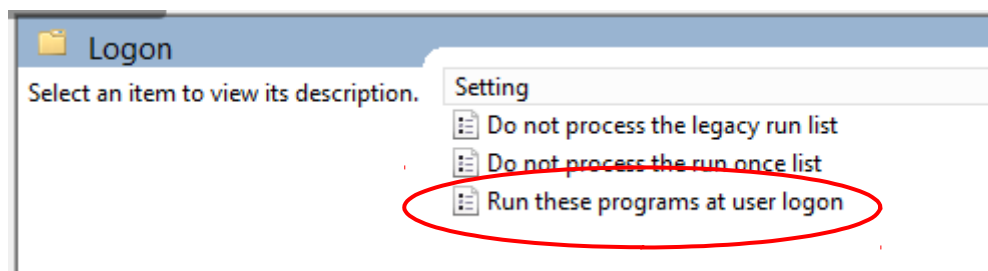 Logon
Select an item to view its description.
Setting
Do not process the legacy run list
Do not process the run once list
Run these programs at user logon